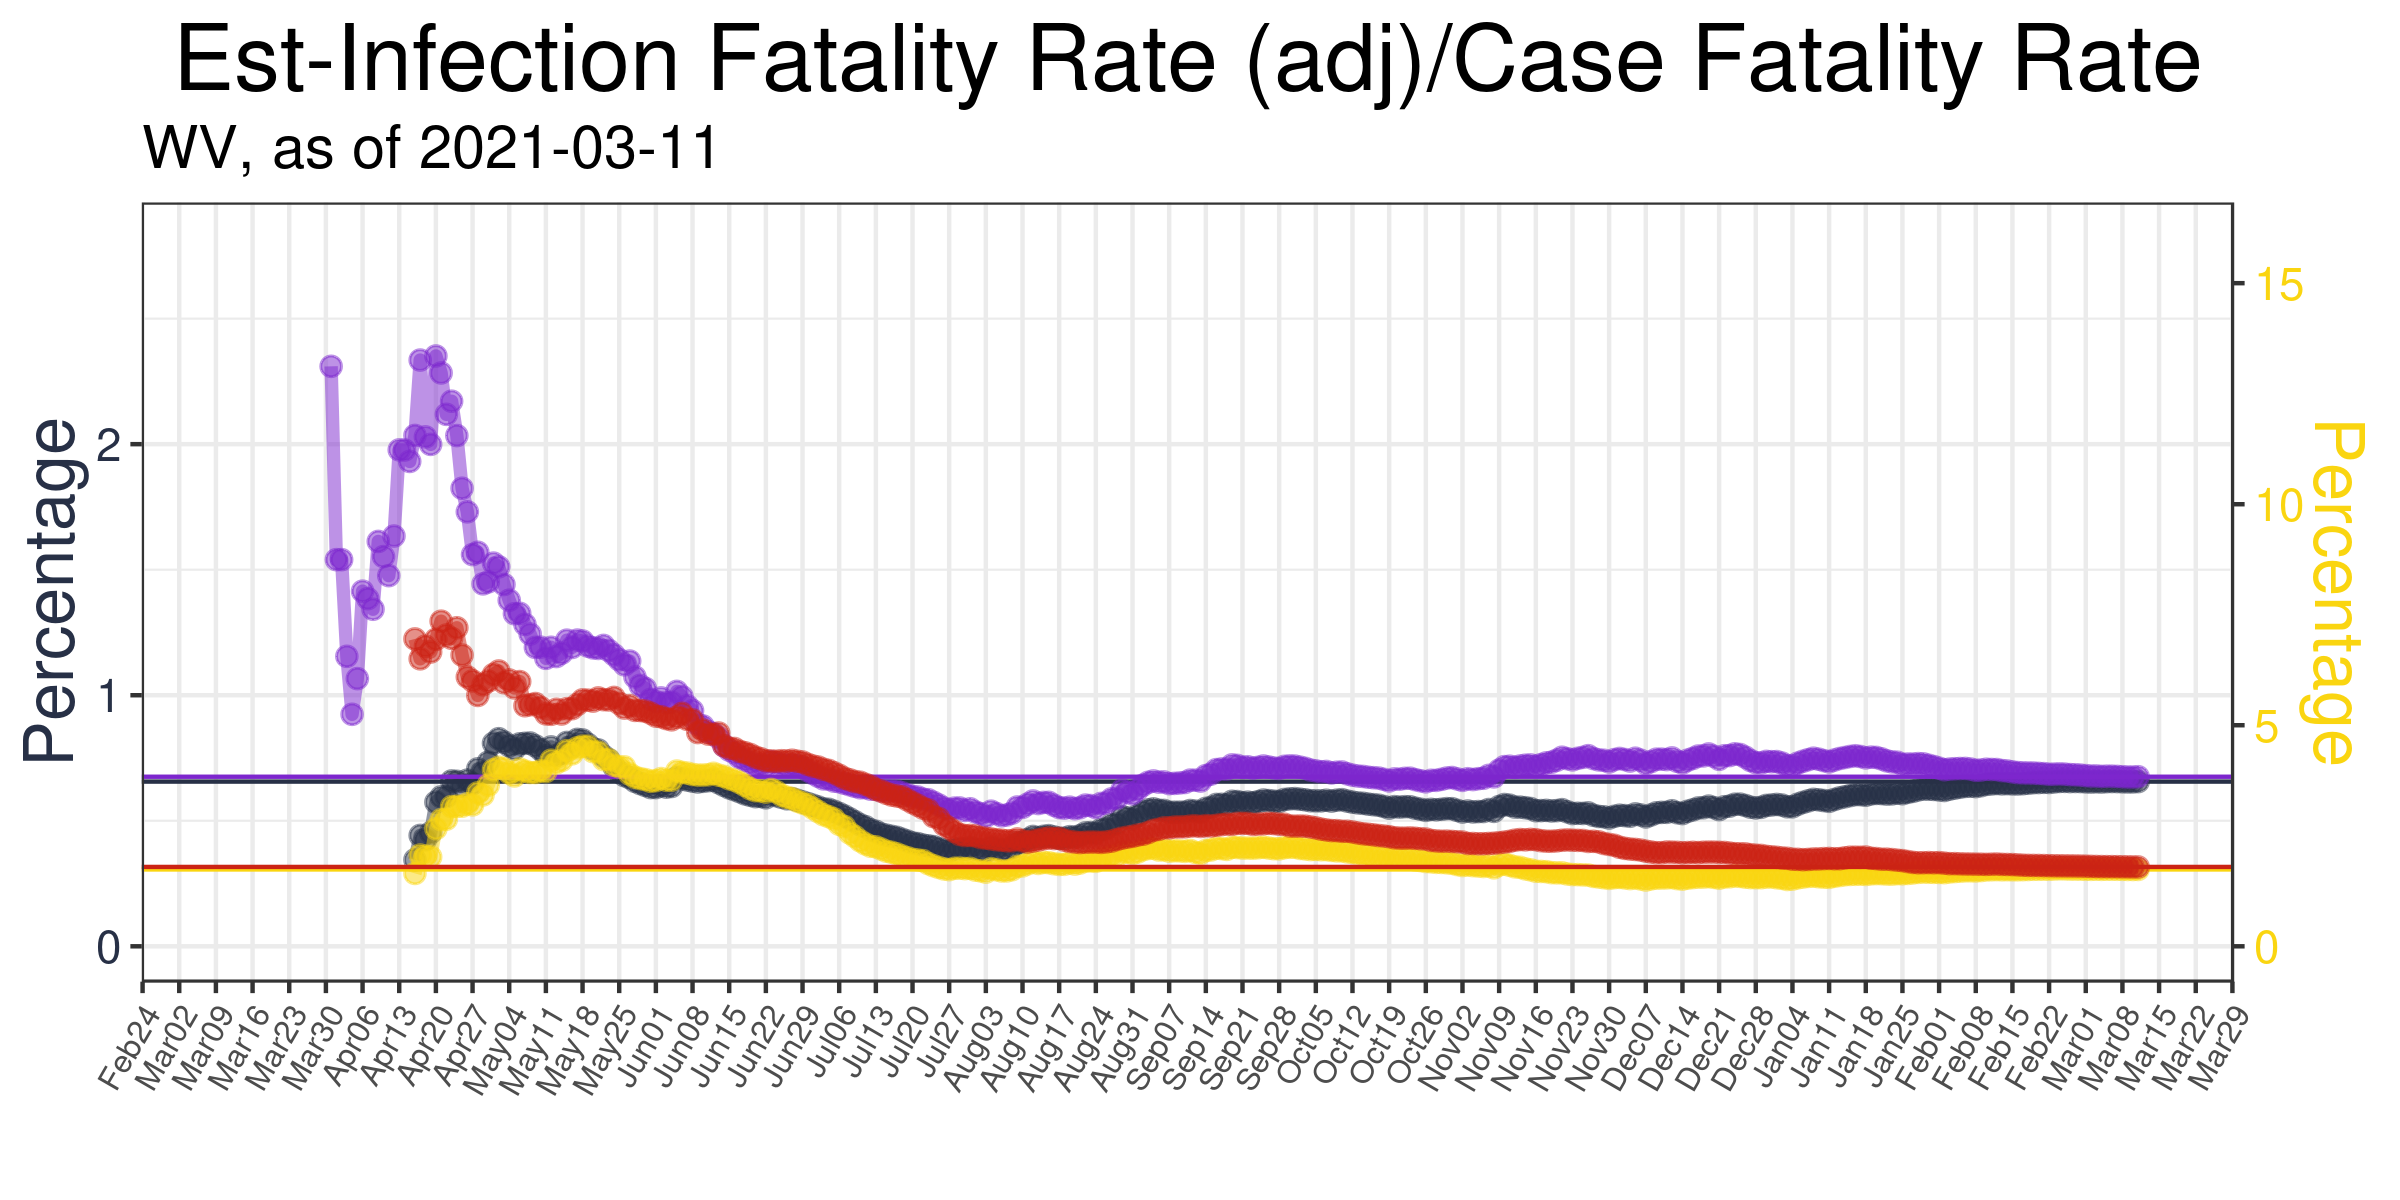 Est-Infection Fatality Rate (adj)/Case Fatality Rate
WV, as of 2021-03-11
Percentage
2
1
0
15
10
5
0
Percentage
Feb24
Mar02
Mar09
Mar16
Mar23
Mar30
Apr06
Apr13
Apr20
Apr27
May04
May11
May18
May25
Jun01
Jun08
Jun15
Jun22
Jun29
Jul06
Jul13
Jul20
Jul27
Aug03
Aug10
Aug17
Aug24
Aug31
Sep07
Sep14
Sep21
Sep28
Oct05
Oct12
Oct19
Oct26
Nov02
Nov09
Nov16
Nov23
Nov30
Dec07
Dec14
Dec21
Dec28
Jan04
Jan11
Jan18
Jan25
Feb01
Feb08
Feb15
Feb22
Mar01
Mar08
Mar15
Mar22
Mar29